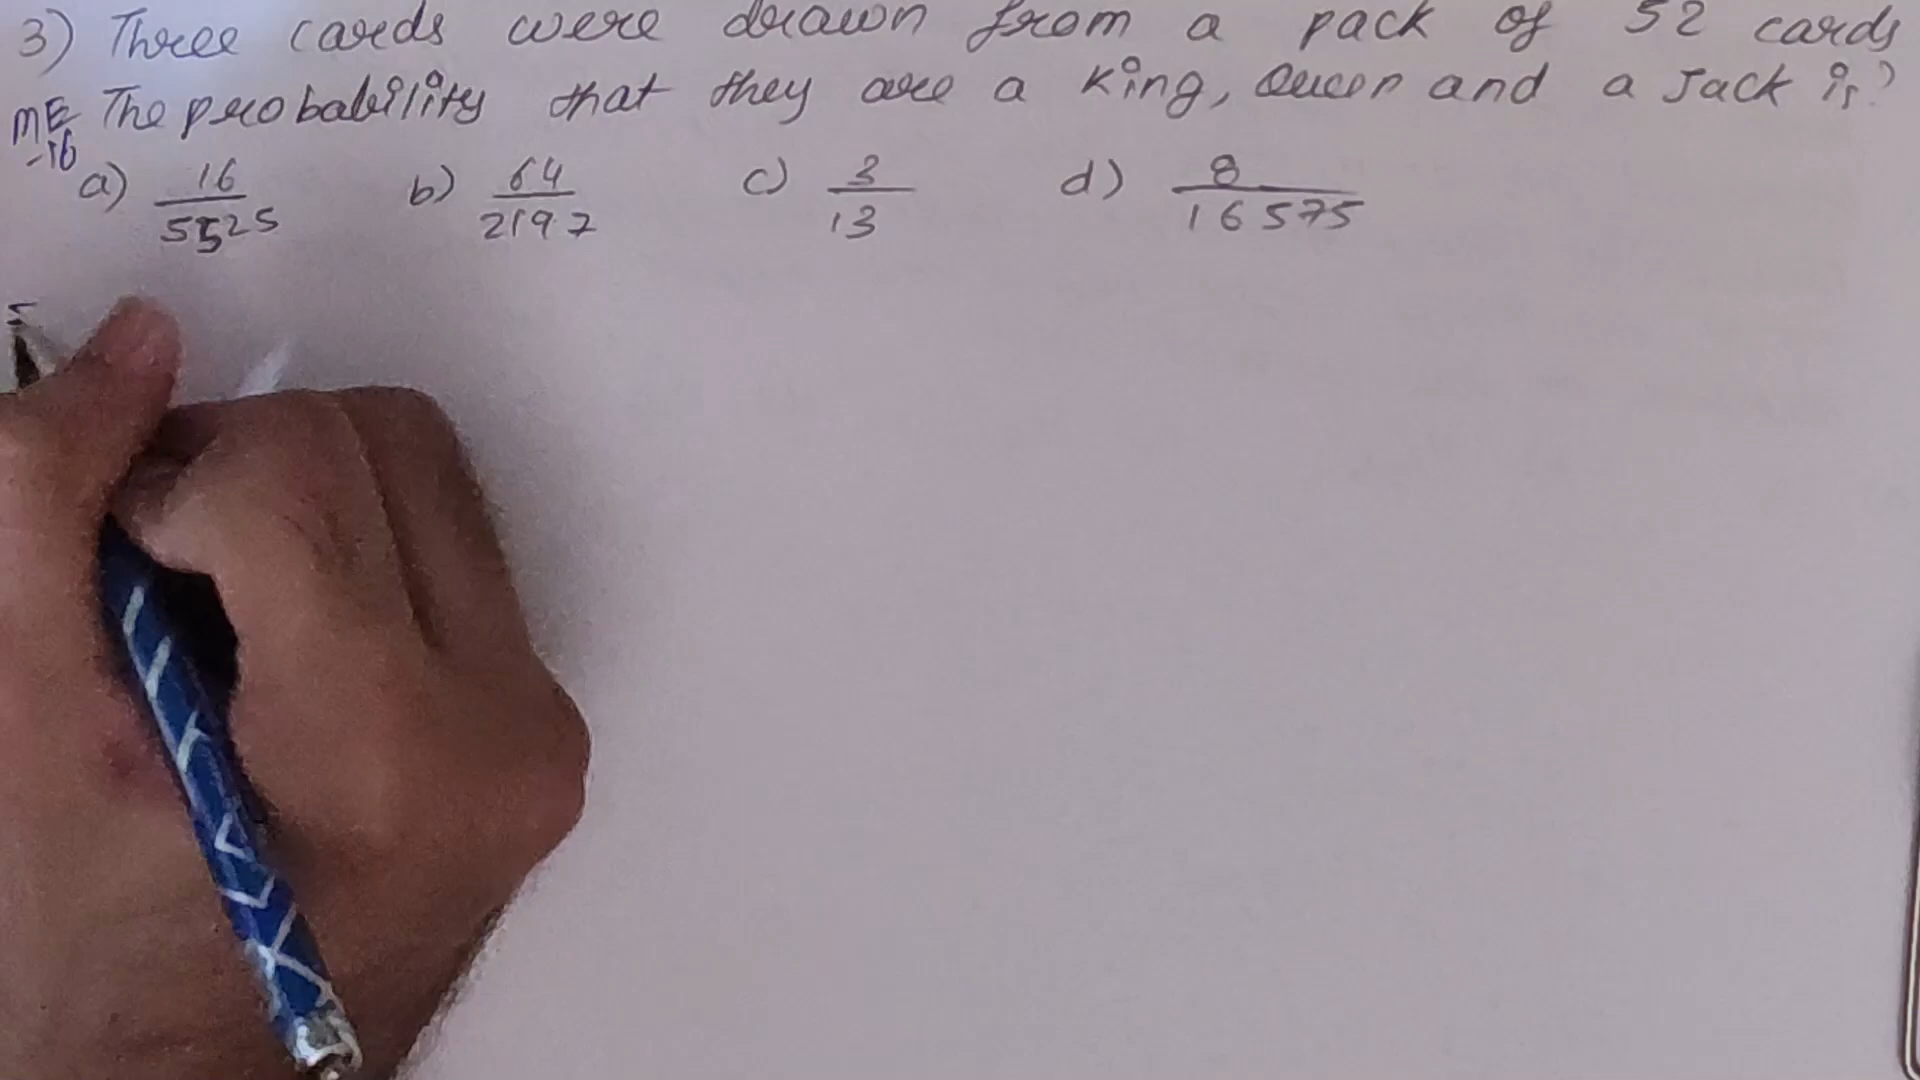 3) Three cards were drawn from a pack of 52 cards
ME -16 The probability that they are a King, Queen and a Jack is?
a) 16/5525 b) 64/2197 c) 3/13 d) 8/16575